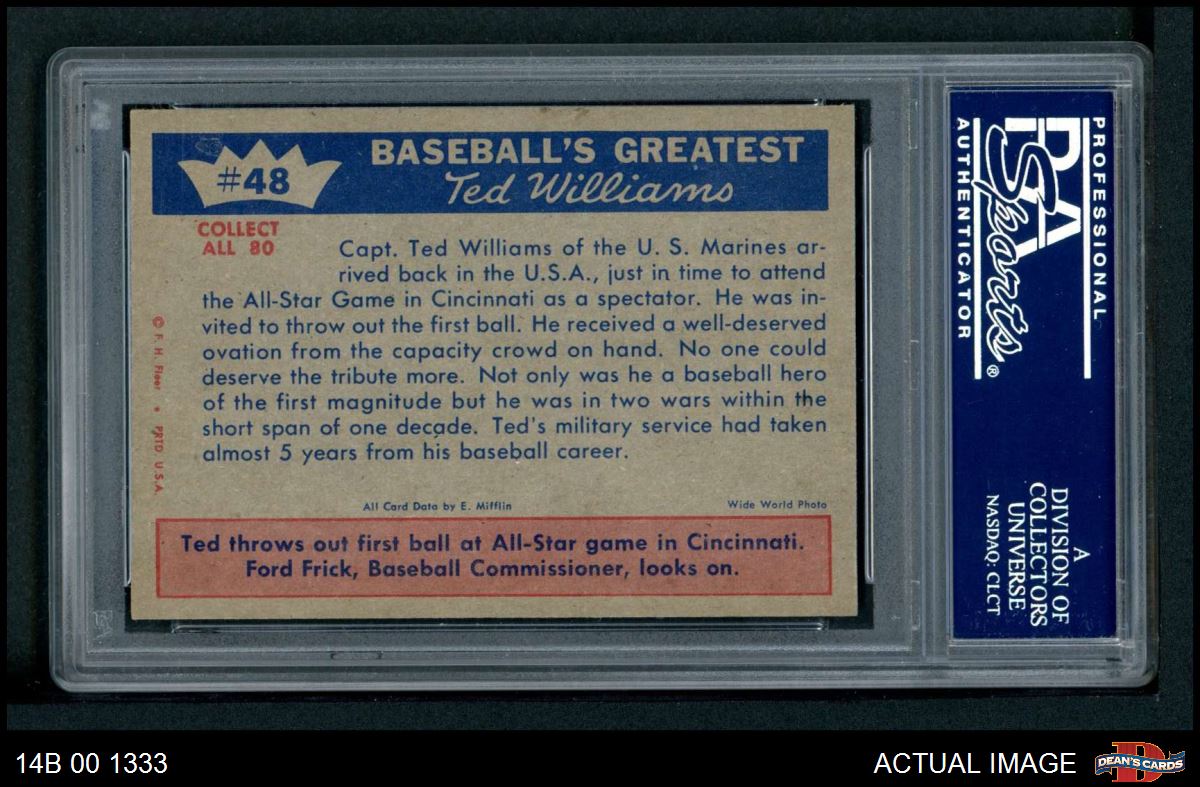 #48
BASEBALL'S GREATEST
Ted Williams
COLLECT
ALL 80
Capt. Ted Williams of the U. S. Marines ar-
rived back in the U.S.A., just in time to attend
the All-Star Game in Cincinnati as a spectator. He was in-
vited to throw out the first ball. He received a well-deserved
ovation from the capacity crowd on hand. No one could
deserve the tribute more. Not only was he a baseball hero
of the first magnitude but he was in two wars within the
short span of one decade. Ted's military service had taken
almost 5 years from his baseball career.
© F. H. Fleer • PRTD. U.S.A.
All Card Data by E. Mifflin
Wide World Photo
Ted throws out first ball at All-Star game in Cincinnati.
Ford Frick, Baseball Commissioner, looks on.
PROFESSIONAL
PSA
Sports®
AUTHENTICATOR
A
DIVISION OF
COLLECTORS
UNIVERSE
NASDAQ: CLCT
14B 00 1333
ACTUAL IMAGE
DEAN'S CARDS